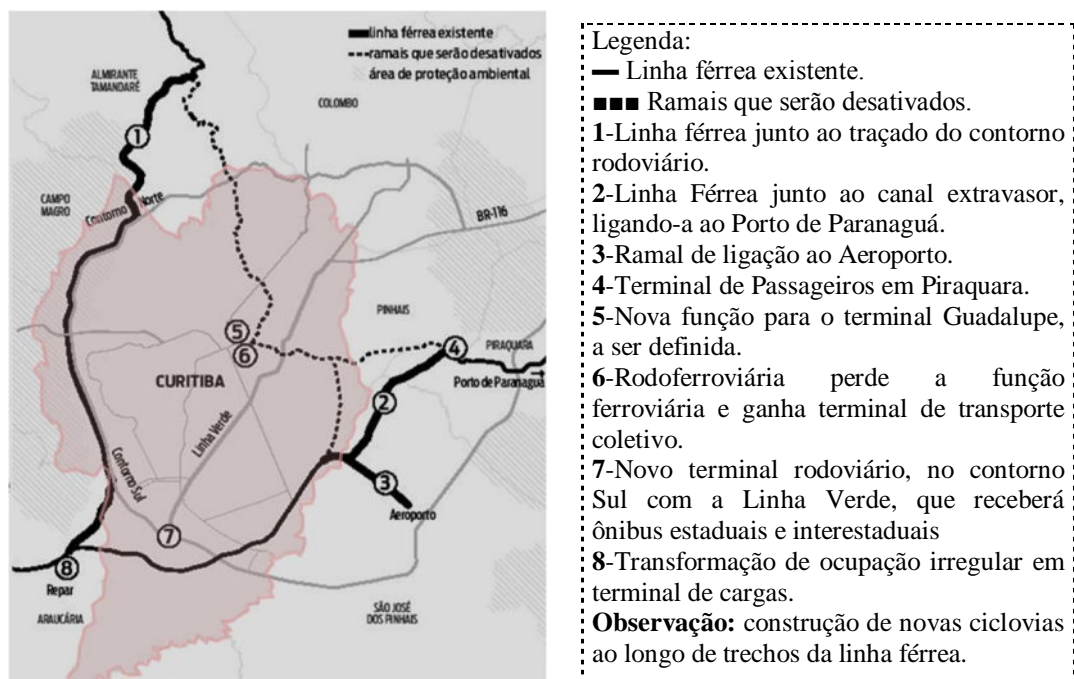 linha férrea existente
ramais que serão desativados
área de proteção ambiental
ALMIRANTE
TAMANDARÉ
COLOMBO
1
CAMPO
MAGRO
Contorno Norte
BR-116
PINHAIS
5
6
4
PIRAQUARA
Porto de Paranaguá
CURITIBA
2
Linha Verde
Contorno Sul
3
Aeroporto
7
8
Repar
ARAUCÁRIA
SÃO JOSÉ
DOS PINHAIS
Legenda:
Linha férrea existente.
Ramais que serão desativados.
1-Linha férrea junto ao traçado do contorno
rodoviário.
2-Linha Férrea junto ao canal extravasor,
ligando-a ao Porto de Paranaguá.
3-Ramal de ligação ao Aeroporto.
4-Terminal de Passageiros em Piraquara.
5-Nova função para o terminal Guadalupe,
a ser definida.
6-Rodoferroviária perde a função
ferroviária e ganha terminal de transporte
coletivo.
7-Novo terminal rodoviário, no contorno
Sul com a Linha Verde, que receberá
ônibus estaduais e interestaduais
8-Transformação de ocupação irregular em
terminal de cargas.
Observação: construção de novas ciclovias
ao longo de trechos da linha férrea.